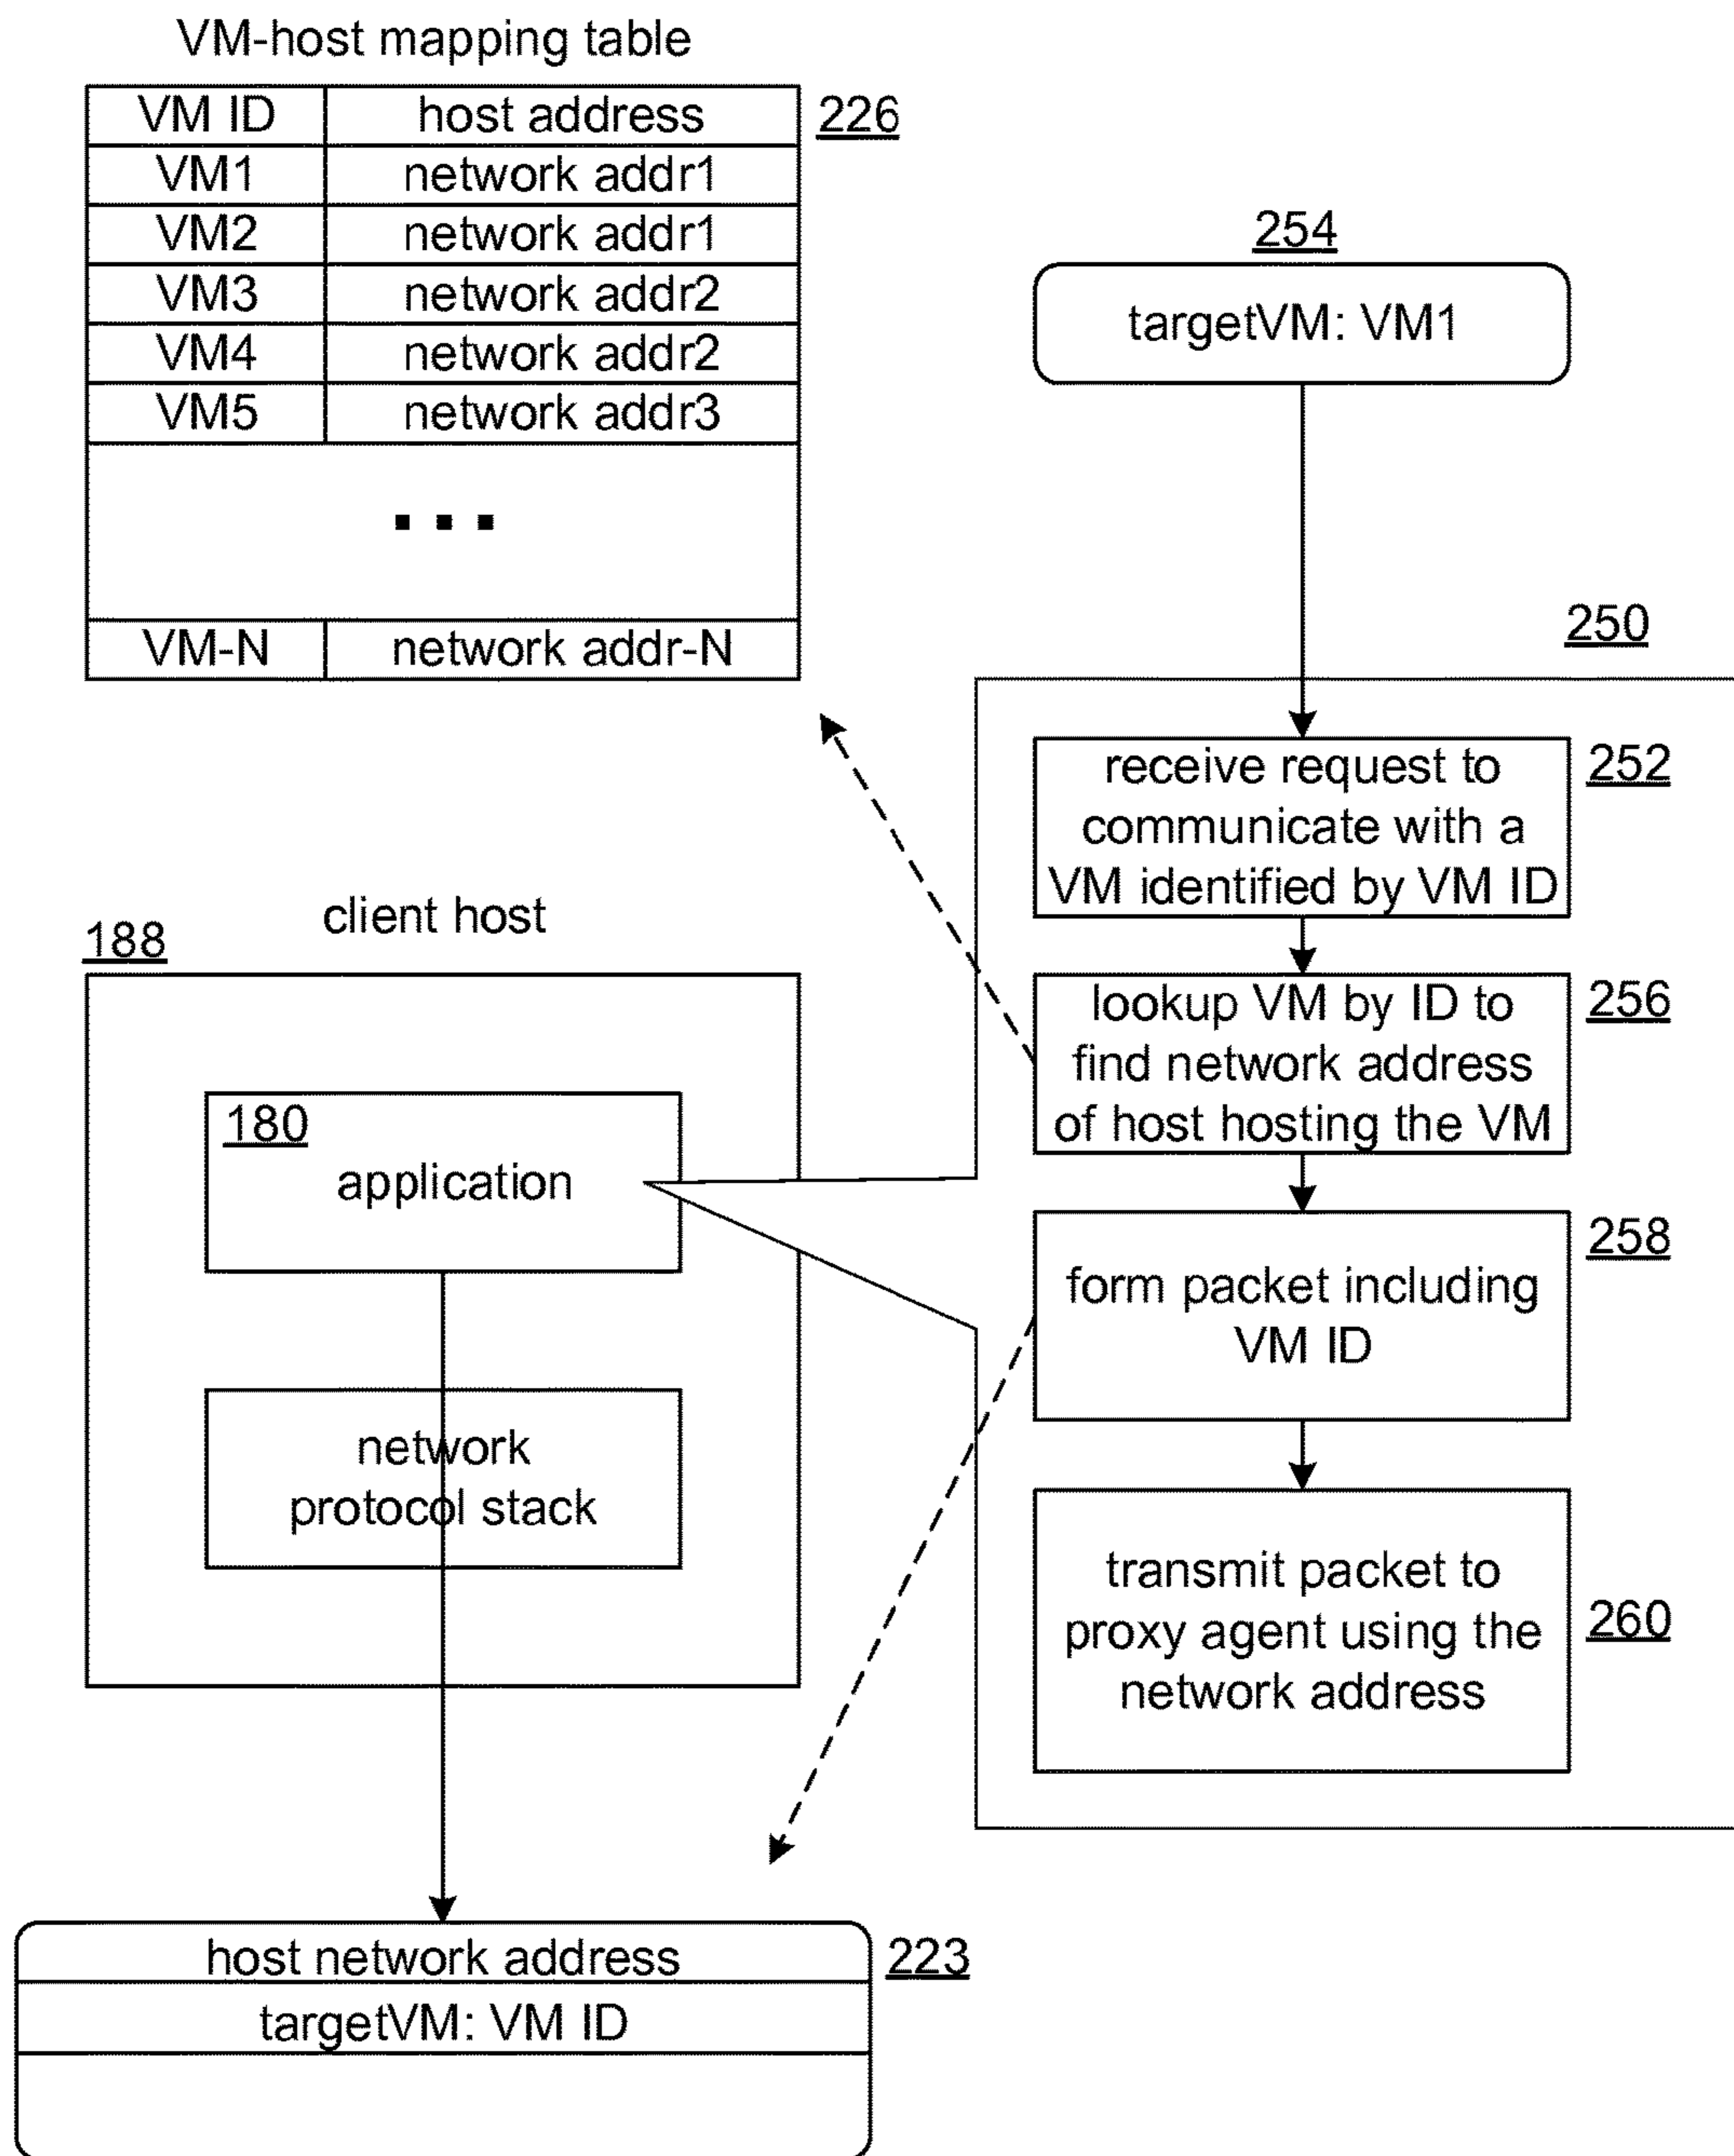 VM-host mapping table
VM ID host address 226
VM1 network addr1
VM2 network addr1
VM3 network addr2
VM4 network addr2
VM5 network addr3
...
VM-N network addr-N
254
targetVM: VM1
250
receive request to
communicate with a
VM identified by VM ID
252
lookup VM by ID to
find network address
of host hosting the VM
256
form packet including
VM ID
258
transmit packet to
proxy agent using the
network address
260
client host
188
180
application
network
protocol stack
host network address
223
targetVM: VM ID